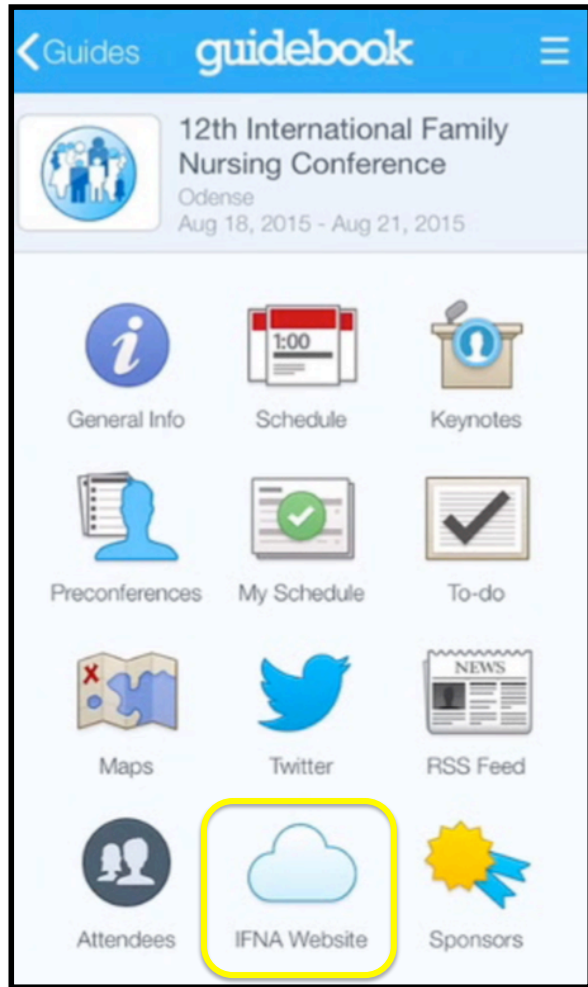 Guides guidebook
12th International Family
Nursing Conference
Odense
Aug 18, 2015 - Aug 21, 2015
1:00
General Info Schedule Keynotes
Preconferences My Schedule To-do
NEWS
Maps Twitter RSS Feed
Attendees IFNA Website Sponsors